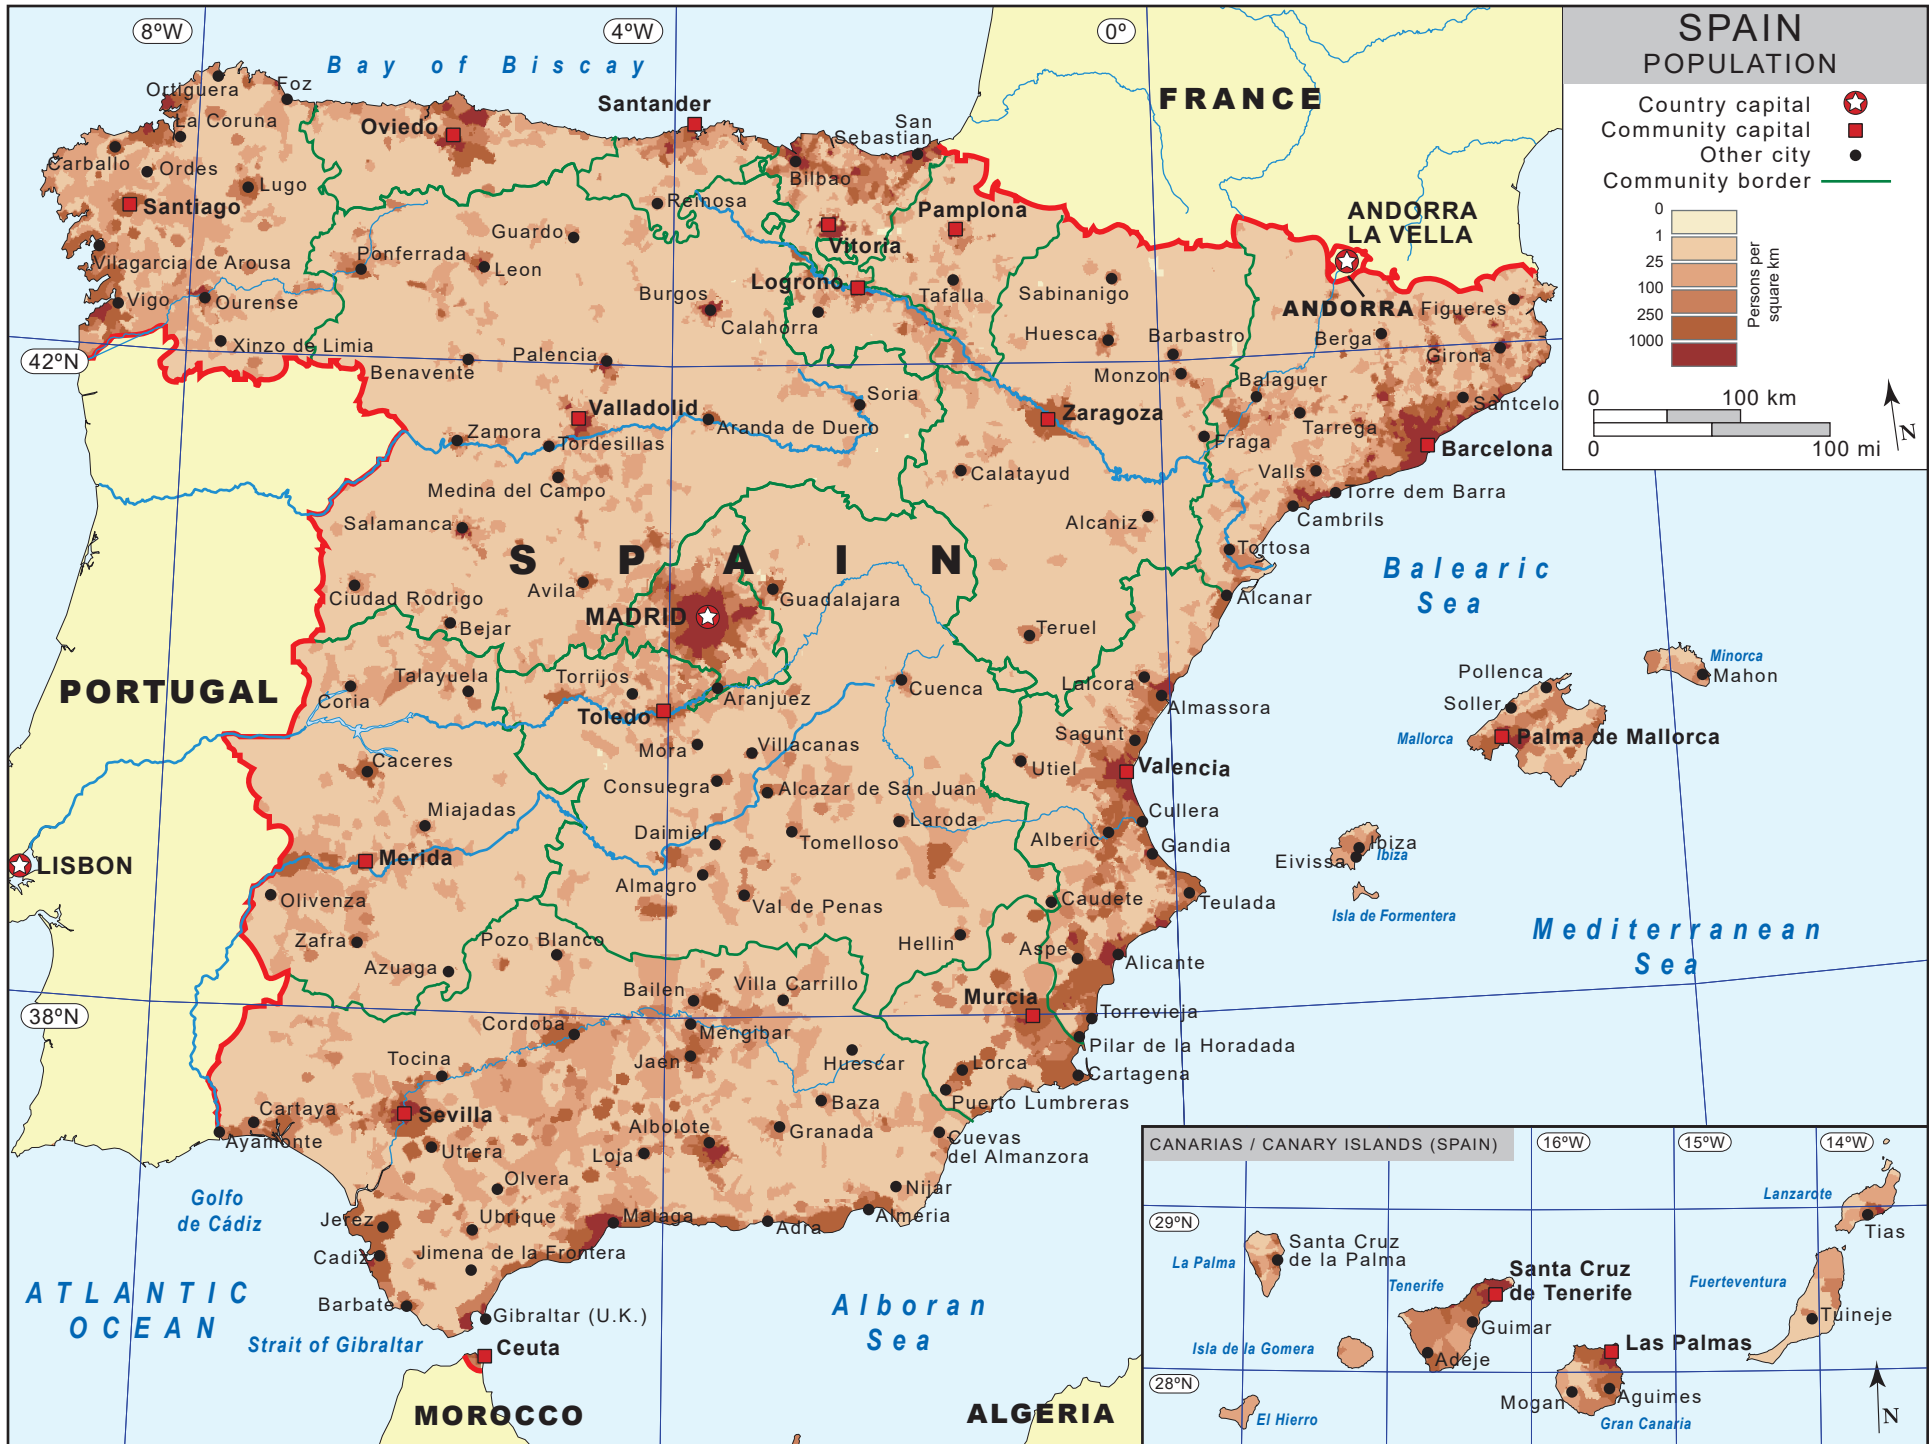 8ºW
4ºW
0º
SPAIN
POPULATION
Country capital
Community capital
Other city
Community border
0
1
25
100
250
1000
Persons per
square km
0
100 km
0
100 mi
N
Bay of Biscay
FRANCE
Ortiguera
Foz
La Coruna
Carballo
Ordes
Lugo
Santiago
Oviedo
Santander
San
Sebastian
Bilbao
Reinosa
Vitoria
Pamplona
ANDORRA
LA VELLA
ANDORRA
Vilagarcia de Arousa
Vigo
Ourense
Xinzo de Limia
Ponferrada
Guardo
Leon
Burgos
Logrono
Calahorra
Tafalla
Sabinanigo
Huesca
Barbastro
Monzon
Berga
Figueres
Girona
42ºN
Benavente
Palencia
Valladolid
Soria
Zamora
Tordesillas
Aranda de Duero
Zaragoza
Balaguer
Tarrega
Santcelo
Fraga
Barcelona
Medina del Campo
Calatayud
Valls
Torre dem Barra
Cambrils
Salamanca
Alcaniz
Tortosa
SPAIN
Balearic
Sea
Ciudad Rodrigo
Avila
Guadalajara
Alcanar
MADRID
Bejar
Teruel
PORTUGAL
Talayuela
Coria
Torrijos
Toledo
Aranjuez
Cuenca
Lalcora
Almassora
Pollenca
Soller
Minorca
Mahon
Mallorca
Palma de Mallorca
Mora
Villacanas
Sagunt
Caceres
Consuegra
Alcazar de San Juan
Utiel
Valencia
Miajadas
Daimiel
Tomelloso
Laroda
Alberic
Cullera
Gandia
Ibiza
Eivissa
Ibiza
LISBON
Merida
Almagro
Val de Penas
Caudete
Teulada
Isla de Formentera
Olivenza
Zafra
Pozo Blanco
Hellin
Aspe
Alicante
Mediterranean
Sea
Azuaga
Bailen
Villa Carrillo
Murcia
Torrevieja
38ºN
Cordoba
Mengibar
Pilar de la Horadada
Tocina
Jaen
Huescar
Lorca
Cartagena
Cartaya
Sevilla
Baza
Puerto Lumbreras
Ayamonte
Utrera
Albolote
Granada
Cuevas
del Almanzora
Loja
Olvera
Nijar
Golfo
de Cádiz
Jerez
Ubrique
Malaga
Adra
Almeria
Cadiz
Jimena de la Frontera
ATLANTIC
OCEAN
Barbate
Gibraltar (U.K.)
Strait of Gibraltar
Ceuta
Alboran
Sea
MOROCCO
ALGERIA
CANARIAS / CANARY ISLANDS (SPAIN)
16ºW
15ºW
14ºW
29ºN
28ºN
Lanzarote
Tias
La Palma
Santa Cruz
de la Palma
Tenerife
Santa Cruz
de Tenerife
Fuerteventura
Tuineje
Guimar
Isla de la Gomera
Adeje
Las Palmas
Mogan
Aguimes
Gran Canaria
El Hierro
N